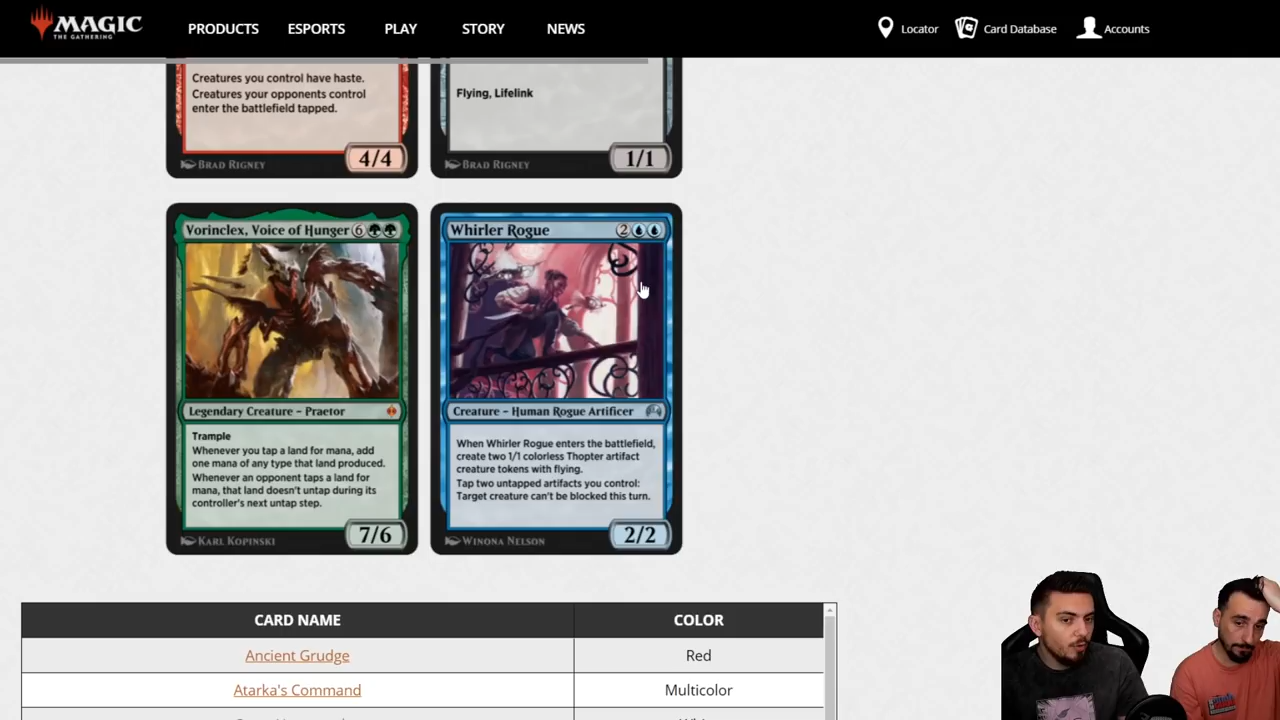 MAGIC
THE GATHERING
PRODUCTS ESPORTS PLAY STORY NEWS
Locator Card Database Accounts
Creatures you control have haste.
Creatures your opponents control
enter the battlefield tapped.
BRAD RIGNEY
4/4
Flying, Lifelink
BRAD RIGNEY
1/1
Vorinclex, Voice of Hunger 6
Legendary Creature – Praetor
Trample
Whenever you tap a land for mana, add
one mana of any type that land produced.
Whenever an opponent taps a land for
mana, that land doesn't untap during its
controller's next untap step.
KARL KOPINSKI
7/6
Whirler Rogue 2
Creature – Human Rogue Artificer
When Whirler Rogue enters the battlefield,
create two 1/1 colorless Thopter artifact
creature tokens with flying.
Tap two untapped artifacts you control:
Target creature can't be blocked this turn.
WINONA NELSON
2/2
CARD NAME COLOR
Ancient Grudge Red
Atarka's Command Multicolor